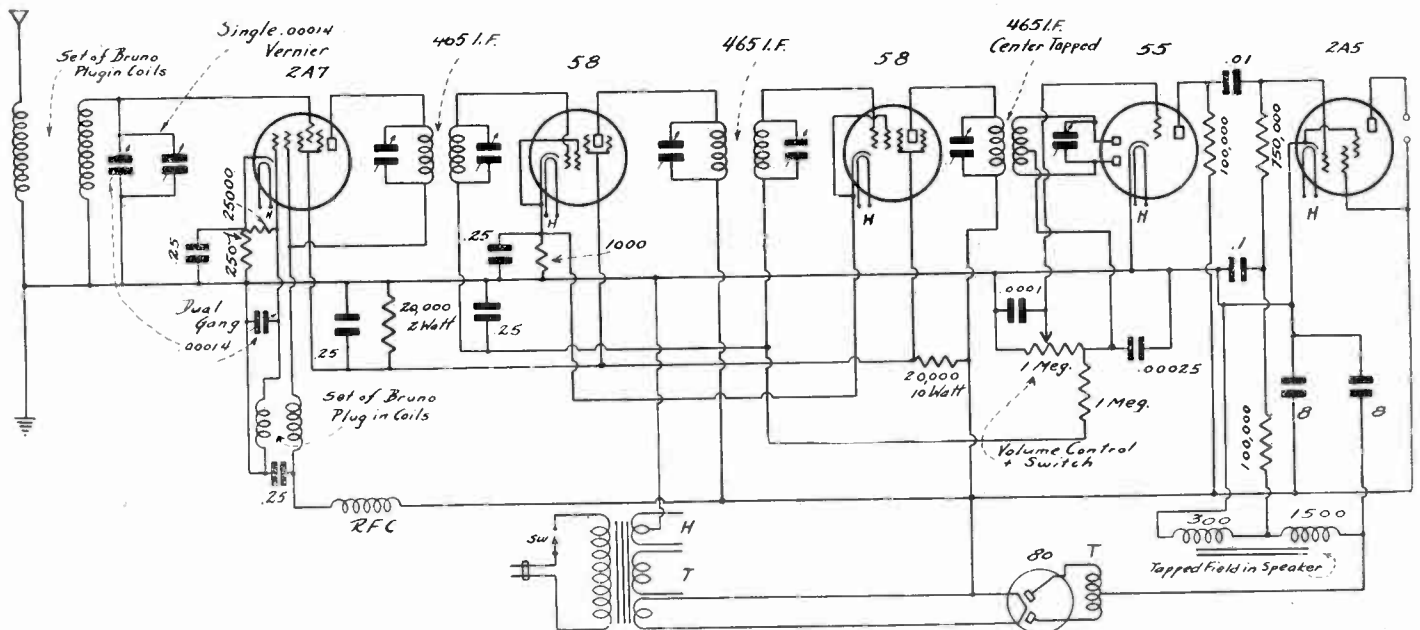 Single .00014
Vernier
2A7
Set of Bruno
Plugin Coils
465 I.F.
58
465 I.F.
58
465 I.F.
Center Tapped
55
.01
2A5
100,000
750,000
H
H
H
H
H
25000
250
.25
.25
1000
.1
Dual
Gang
.00014
.25
20,000
2 Watt
.25
.0001
20,000
10 Watt
1 Meg.
.00025
1 Meg.
Set of Bruno
Plug in Coils
Volume Control
+ Switch
100,000
8
8
.25
RFC
SW
H
T
80
T
300
1500
Tapped Field in Speaker